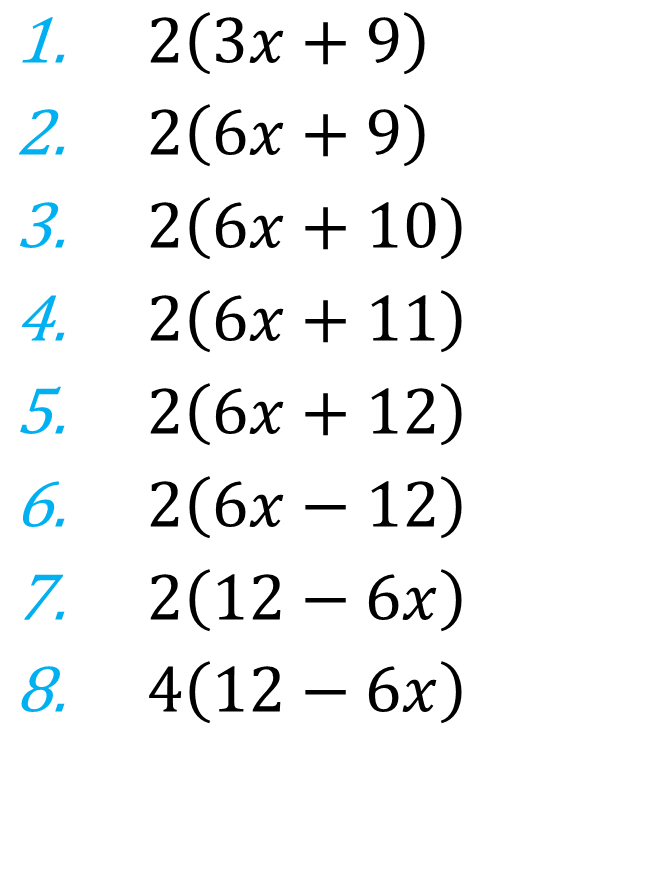 1. 2(3𝑥 + 9)
2. 2(6𝑥 + 9)
3. 2(6𝑥 + 10)
4. 2(6𝑥 + 11)
5. 2(6𝑥 + 12)
6. 2(6𝑥 − 12)
7. 2(12 − 6𝑥)
8. 4(12 − 6𝑥)